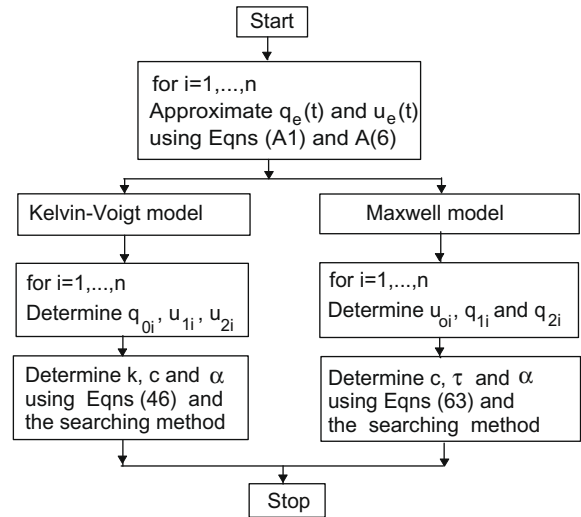 Start
for i=1,...,n
Approximate q_e(t) and u_e(t)
using Eqns (A1) and A(6)
Kelvin-Voigt model
Maxwell model
for i=1,...,n
Determine q_0i, u_1i, u_2i
for i=1,...,n
Determine u_oi, q_1i and q_2i
Determine k, c and α
using Eqns (46) and
the searching method
Determine c, τ and α
using Eqns (63) and
the searching method
Stop